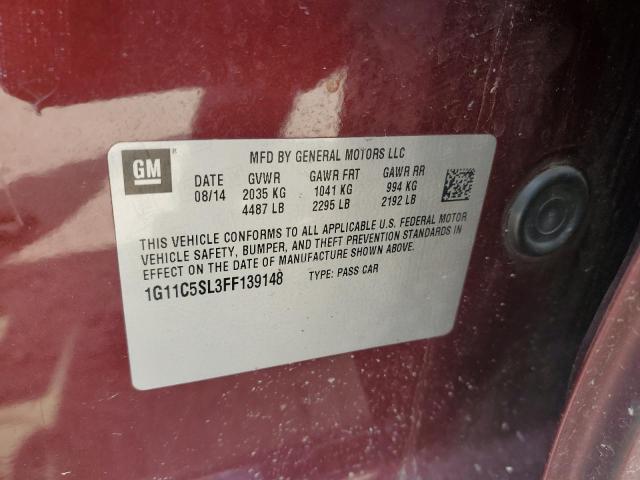 GM
MFD BY GENERAL MOTORS LLC
DATE GVWR GAWR FRT GAWR RR
08/14 2035 KG 1041 KG 994 KG
4487 LB 2295 LB 2192 LB
THIS VEHICLE CONFORMS TO ALL APPLICABLE U.S. FEDERAL MOTOR
VEHICLE SAFETY, BUMPER, AND THEFT PREVENTION STANDARDS IN
EFFECT ON THE DATE OF MANUFACTURE SHOWN ABOVE.
1G11C5SL3FF139148 TYPE: PASS CAR